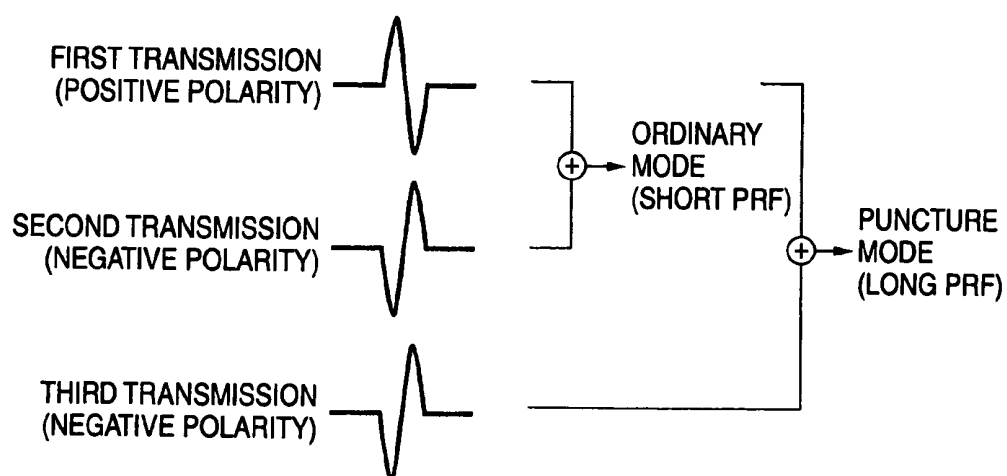 FIRST TRANSMISSION
(POSITIVE POLARITY)
ORDINARY
MODE
(SHORT PRF)
SECOND TRANSMISSION
(NEGATIVE POLARITY)
PUNCTURE
MODE
(LONG PRF)
THIRD TRANSMISSION
(NEGATIVE POLARITY)